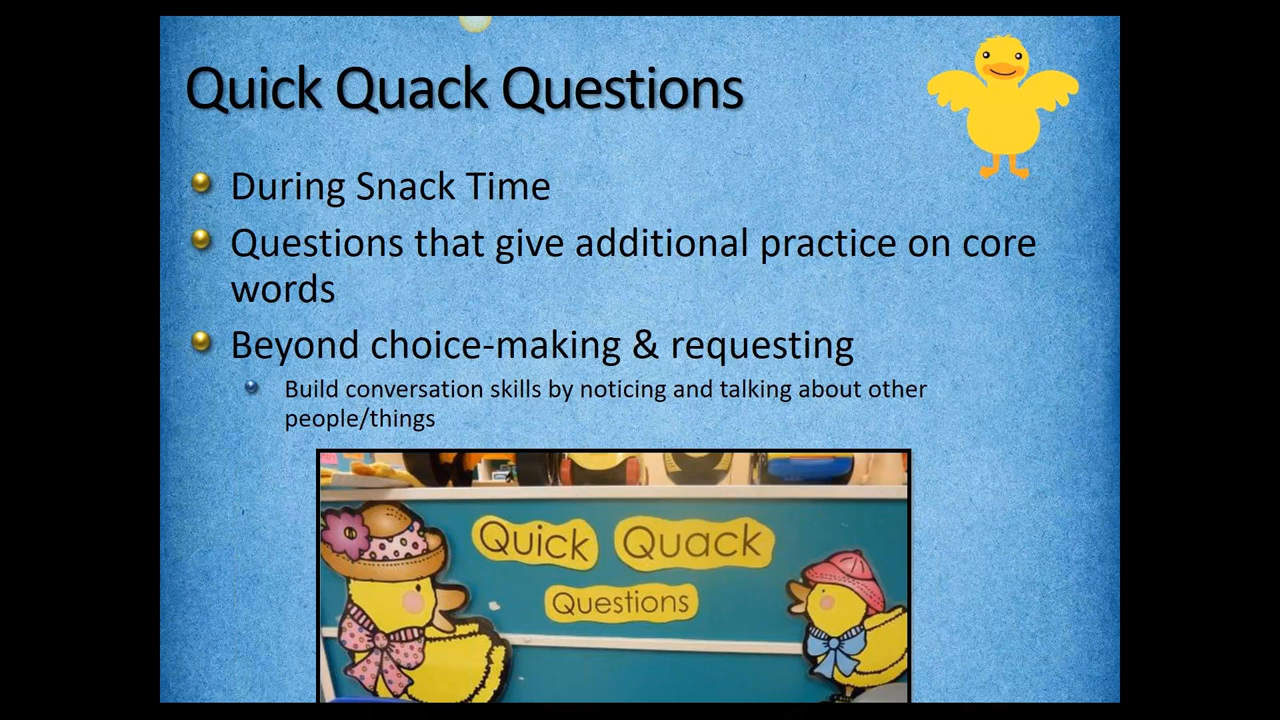 Quick Quack Questions
During Snack Time
Questions that give additional practice on core
words
Beyond choice-making & requesting
Build conversation skills by noticing and talking about other
people/things
Quick Quack
Questions